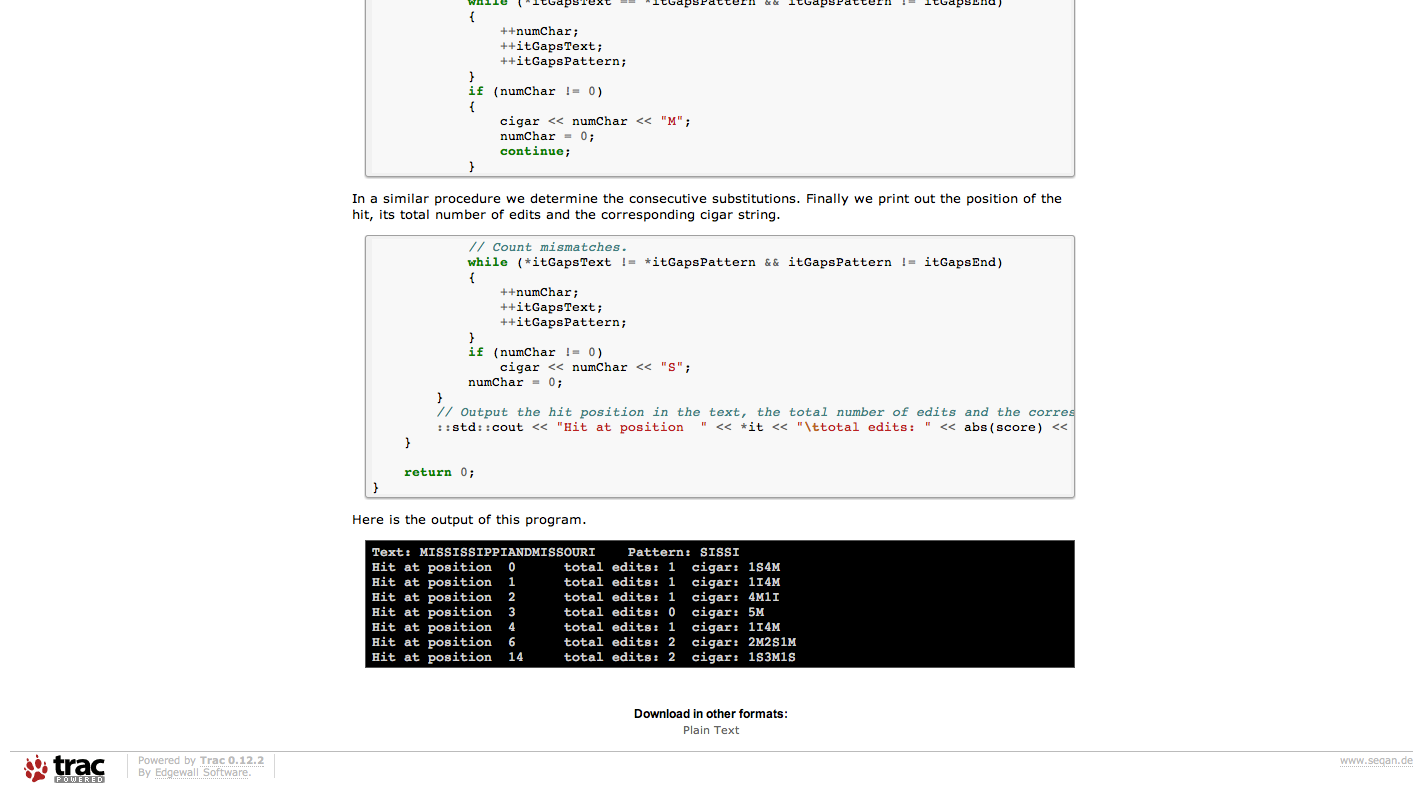 while (*itGapsText == *itGapsPattern && itGapsPattern != itGapsEnd)
{
++numChar;
++itGapsText;
++itGapsPattern;
}
if (numChar != 0)
{
cigar << numChar << "M";
numChar = 0;
continue;
}
In a similar procedure we determine the consecutive substitutions. Finally we print out the position of the
hit, its total number of edits and the corresponding cigar string.
// Count mismatches.
while (*itGapsText != *itGapsPattern && itGapsPattern != itGapsEnd)
{
++numChar;
++itGapsText;
++itGapsPattern;
}
if (numChar != 0)
cigar << numChar << "S";
numChar = 0;
}
// Output the hit position in the text, the total number of edits and the corres
::std::cout << "Hit at position  " << *it << "\ttotal edits: " << abs(score) <<
}
return 0;
}
Here is the output of this program.
Text: MISSISSIPPIANDMISSOURI    Pattern: SISSI
Hit at position  0      total edits: 1  cigar: 1S4M
Hit at position  1      total edits: 1  cigar: 1I4M
Hit at position  2      total edits: 1  cigar: 4M1I
Hit at position  3      total edits: 0  cigar: 5M
Hit at position  4      total edits: 1  cigar: 1I4M
Hit at position  6      total edits: 2  cigar: 2M2S1M
Hit at position  14     total edits: 2  cigar: 1S3M1S
Download in other formats:
Plain Text
trac
POWERED
Powered by Trac 0.12.2
By Edgewall Software.
www.seqan.de